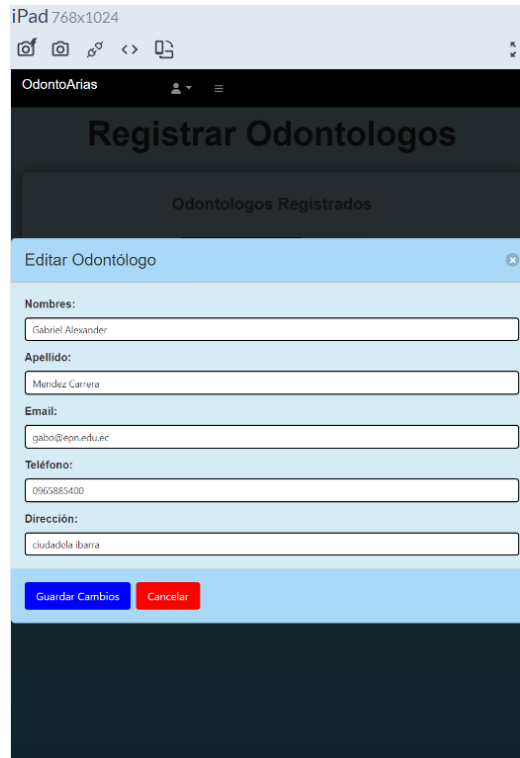 iPad 768x1024
OdontoArias
Registrar Odontologos
Odontologos Registrados
Editar Odontólogo
Nombres:
Gabriel Alexander
Apellido:
Mendez Carrera
Email:
gabo@epn.edu.ec
Teléfono:
0965885400
Dirección:
ciudadela ibarra
Guardar Cambios Cancelar